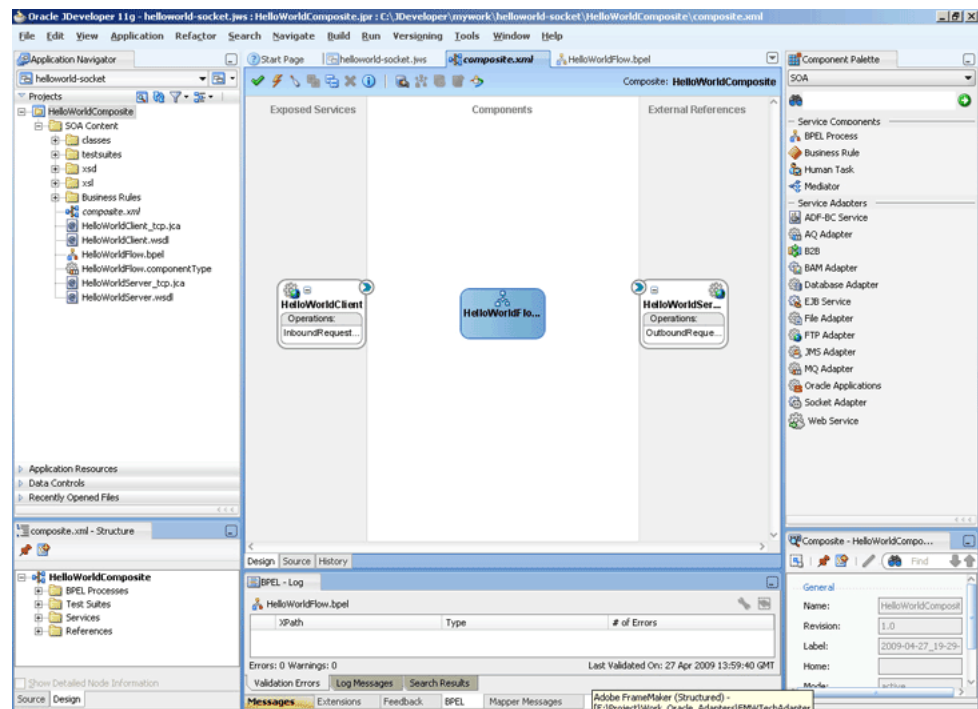 Oracle JDeveloper 11g - helloworld-socket.jws : HelloWorldComposite.jpr : C:\JDeveloper\mywork\helloworld-socket\HelloWorldComposite\composite.xml
File Edit View Application Refactor Search Navigate Build Run Versioning Tools Window Help
Application Navigator
helloworld-socket
Projects
HelloWorldComposite
SOA Content
classes
testsuites
xsd
xsl
Business Rules
composite.xml
HelloWorldClient_tcp.jca
HelloWorldClient.wsdl
HelloWorldFlow.bpel
HelloWorldFlow.componentType
HelloWorldServer_tcp.jca
HelloWorldServer.wsdl
Application Resources
Data Controls
Recently Opened Files
composite.xml - Structure
HelloWorldComposite
BPEL Processes
Test Suites
Services
References
Show Detailed Node Information
Source Design
Start Page helloworld-socket.jws composite.xml HelloWorldFlow.bpel
Composite: HelloWorldComposite
Exposed Services Components External References
HelloWorldClient
Operations:
InboundRequest...
HelloWorldFlo...
HelloWorldSer...
Operations:
OutboundReque...
Design Source History
BPEL - Log
HelloWorldFlow.bpel
XPath Type # of Errors
Errors: 0 Warnings: 0 Last Validated On: 27 Apr 2009 13:59:40 GMT
Validation Errors Log Messages Search Results
Messages Extensions Feedback BPEL Mapper Messages
Adobe FrameMaker (Structured) -
[E:\Project\Work_Oracle_Adapters\FMWTechAdapter
Component Palette
SOA
Service Components
BPEL Process
Business Rule
Human Task
Mediator
Service Adapters
ADF-BC Service
AQ Adapter
B2B
BAM Adapter
Database Adapter
EJB Service
File Adapter
FTP Adapter
JMS Adapter
MQ Adapter
Oracle Applications
Socket Adapter
Web Service
Composite - HelloWorldCompo...
Find
General
Name: HelloWorldComposit
Revision: 1.0
Label: 2009-04-27_19-29-
Home:
Mode: active